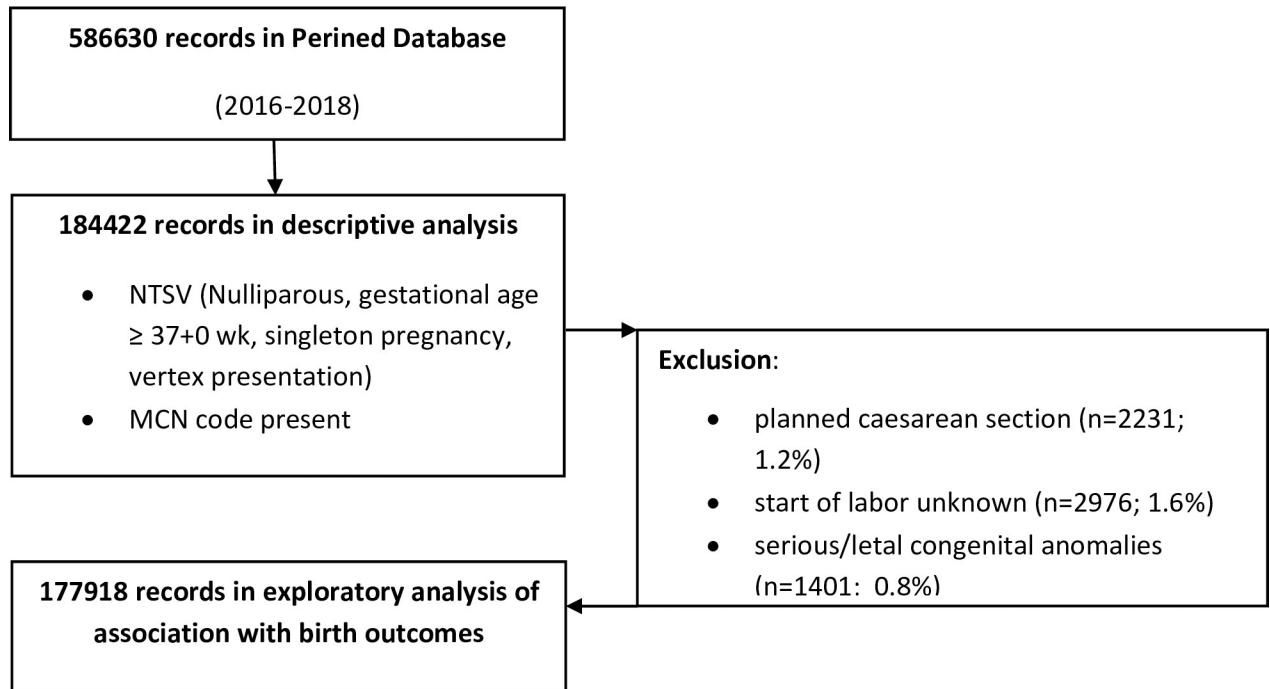 586630 records in Perined Database
(2016-2018)
184422 records in descriptive analysis
• NTSV (Nulliparous, gestational age
≥ 37+0 wk, singleton pregnancy,
vertex presentation)
• MCN code present
Exclusion:
• planned caesarean section (n=2231;
1.2%)
• start of labor unknown (n=2976; 1.6%)
• serious/letal congenital anomalies
(n=1401: 0.8%)
177918 records in exploratory analysis of
association with birth outcomes